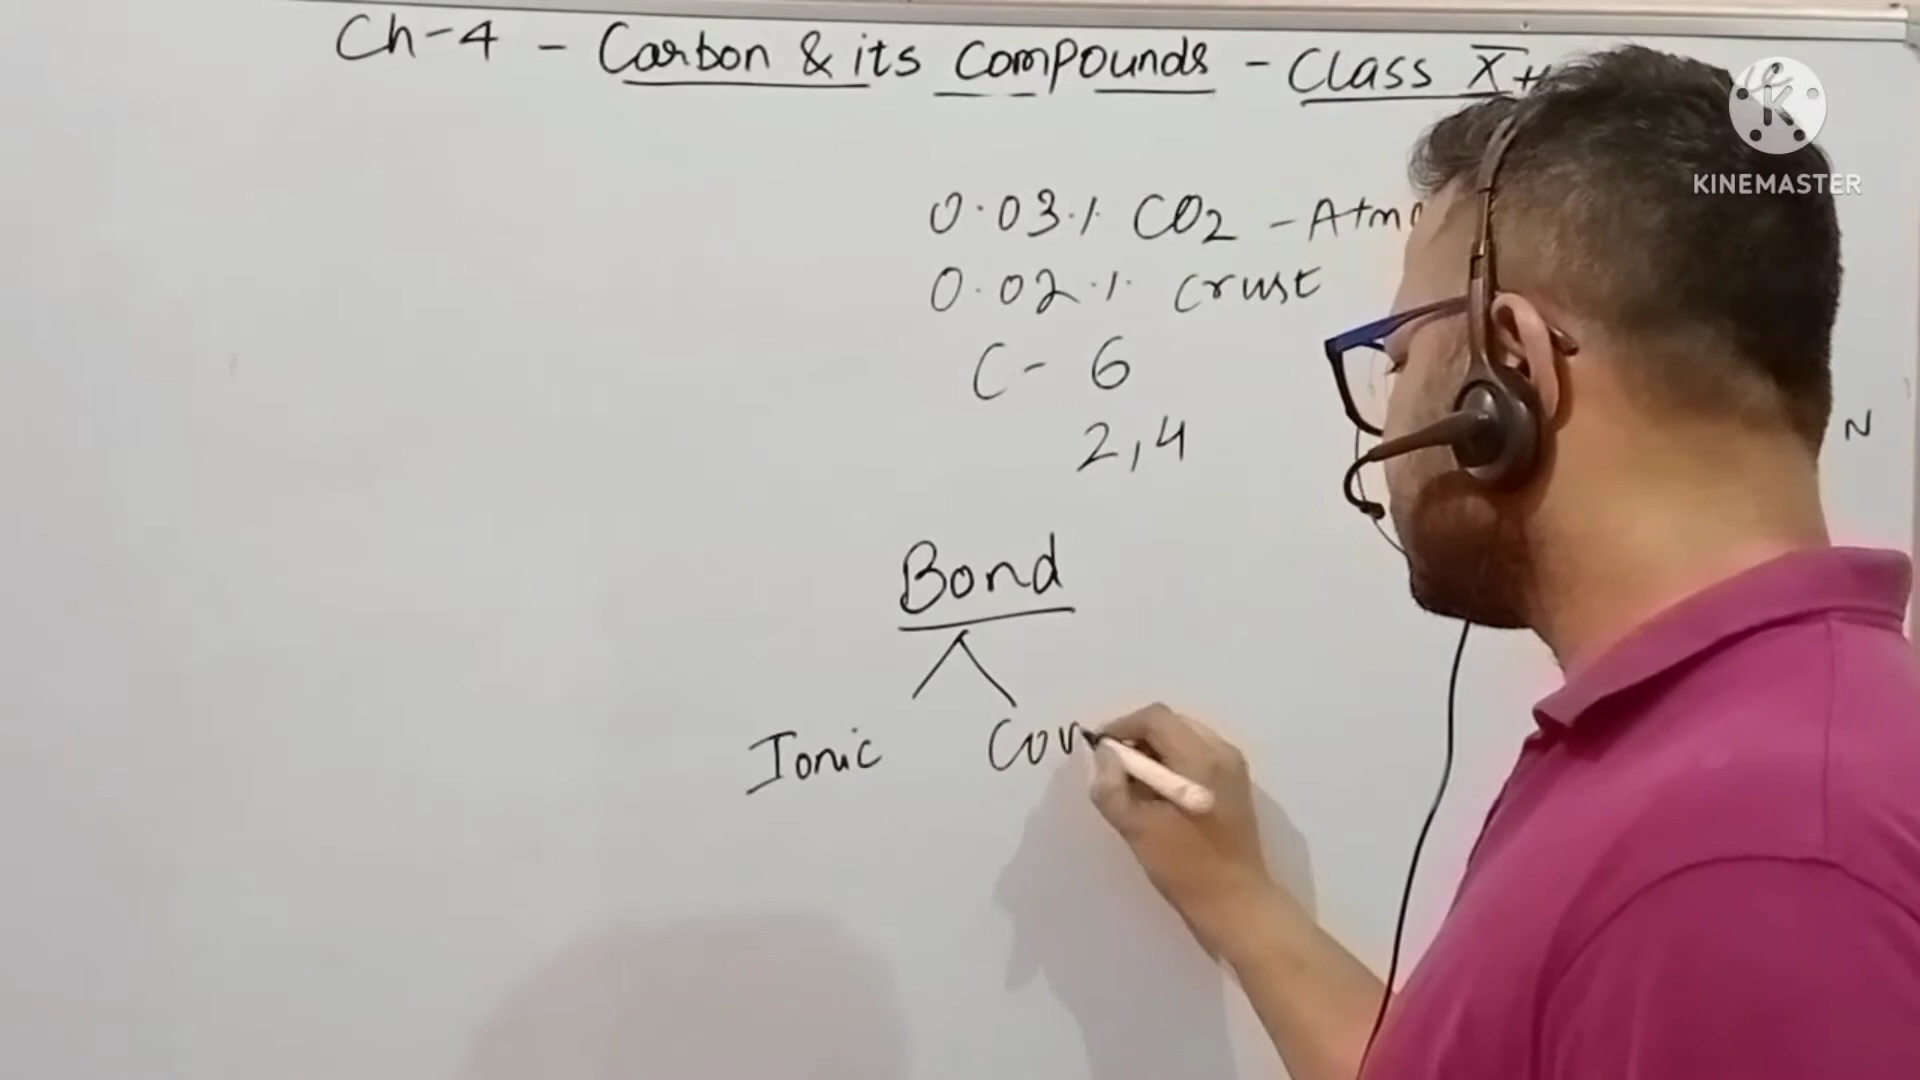 Ch-4 - Carbon & its Compounds - Class X
0.03% CO2 - Atm
0.02% Crust
C - 6
2,4
Bond
Ionic Cov
N
KINEMASTER